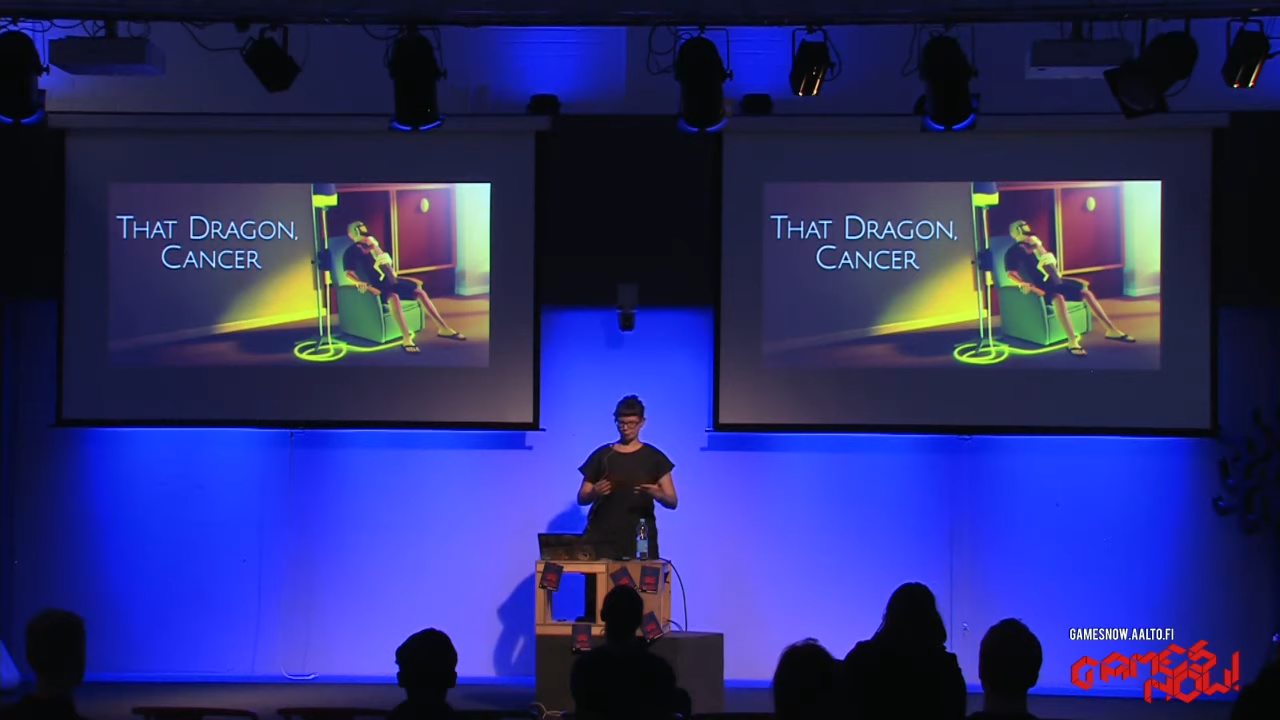 That Dragon,
Cancer
That Dragon,
Cancer
GAMESNOW.AALTO.FI
GAMES
NOW!